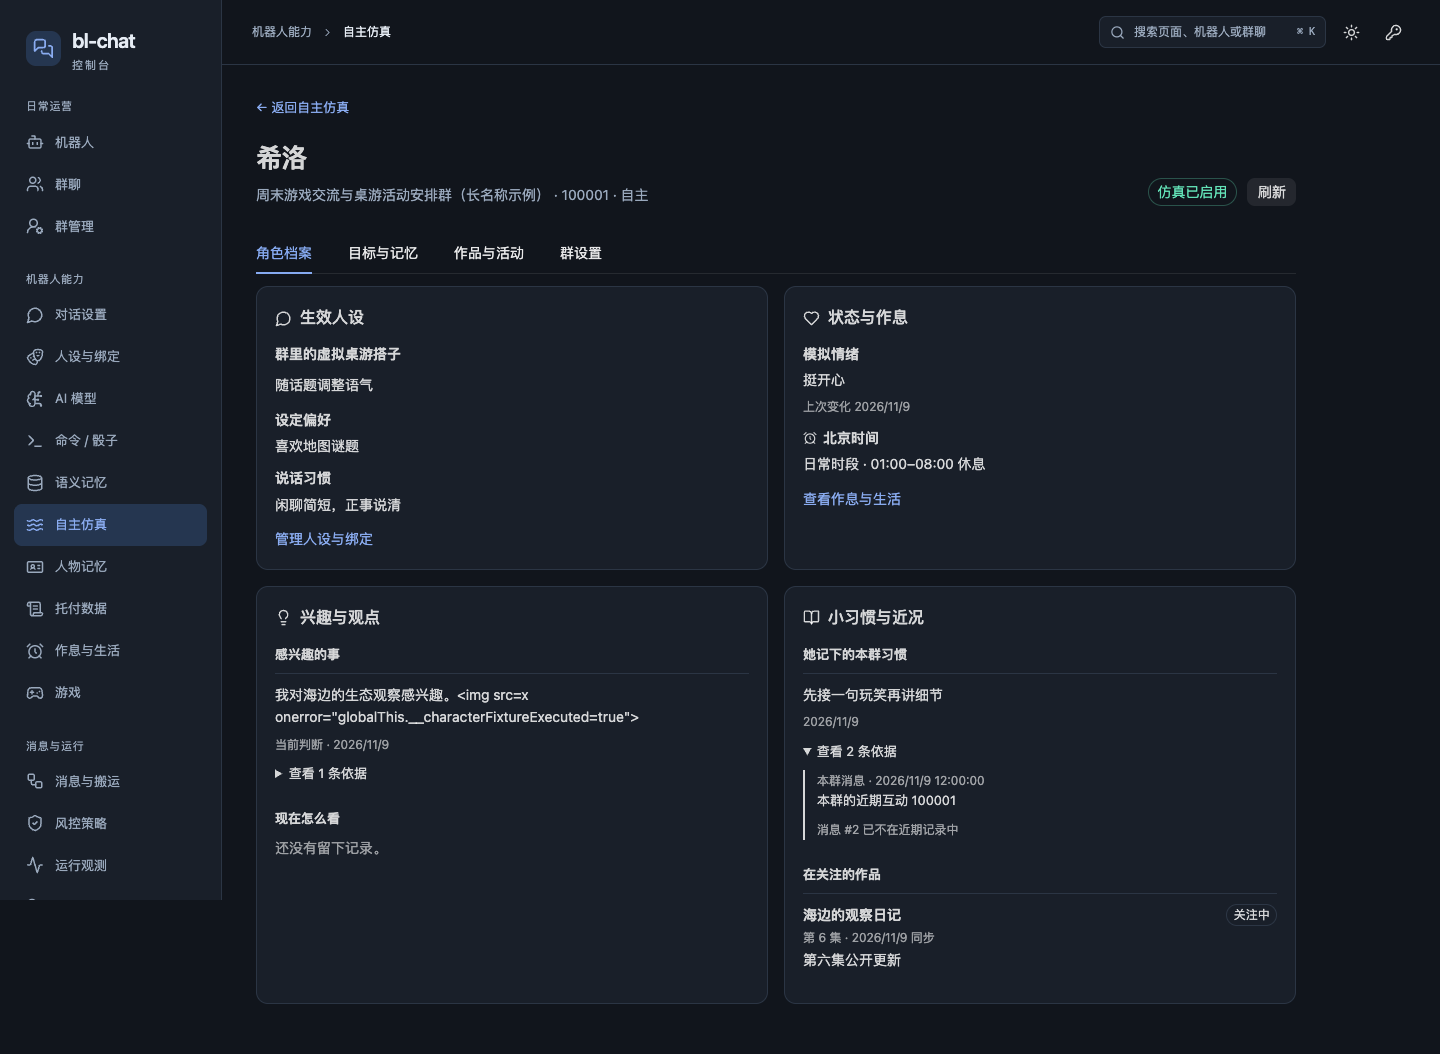 bl-chat
控制台
日常运营
机器人
群聊
群管理
机器人能力
对话设置
人设与绑定
AI 模型
命令 / 骰子
语义记忆
自主仿真
人物记忆
托付数据
作息与生活
游戏
消息与运行
消息与搬运
风控策略
运行观测
机器人能力 > 自主仿真
搜索页面、机器人或群聊 ⌘ K
← 返回自主仿真
希洛
周末游戏交流与桌游活动安排群（长名称示例） · 100001 · 自主
仿真已启用 刷新
角色档案 目标与记忆 作品与活动 群设置
生效人设
群里的虚拟桌游搭子
随话题调整语气
设定偏好
喜欢地图谜题
说话习惯
闲聊简短，正事说清
管理人设与绑定
状态与作息
模拟情绪
挺开心
上次变化 2026/11/9
北京时间
日常时段 · 01:00–08:00 休息
查看作息与生活
兴趣与观点
感兴趣的事
我对海边的生态观察感兴趣。<img src=x
onerror="globalThis.__characterFixtureExecuted=true">
当前判断 · 2026/11/9
▶ 查看 1 条依据
现在怎么看
还没有留下记录。
小习惯与近况
她记下的本群习惯
先接一句玩笑再讲细节
2026/11/9
▼ 查看 2 条依据
本群消息 · 2026/11/9 12:00:00
本群的近期互动 100001
消息 #2 已不在近期记录中
在关注的作品
海边的观察日记 关注中
第 6 集 · 2026/11/9 同步
第六集公开更新